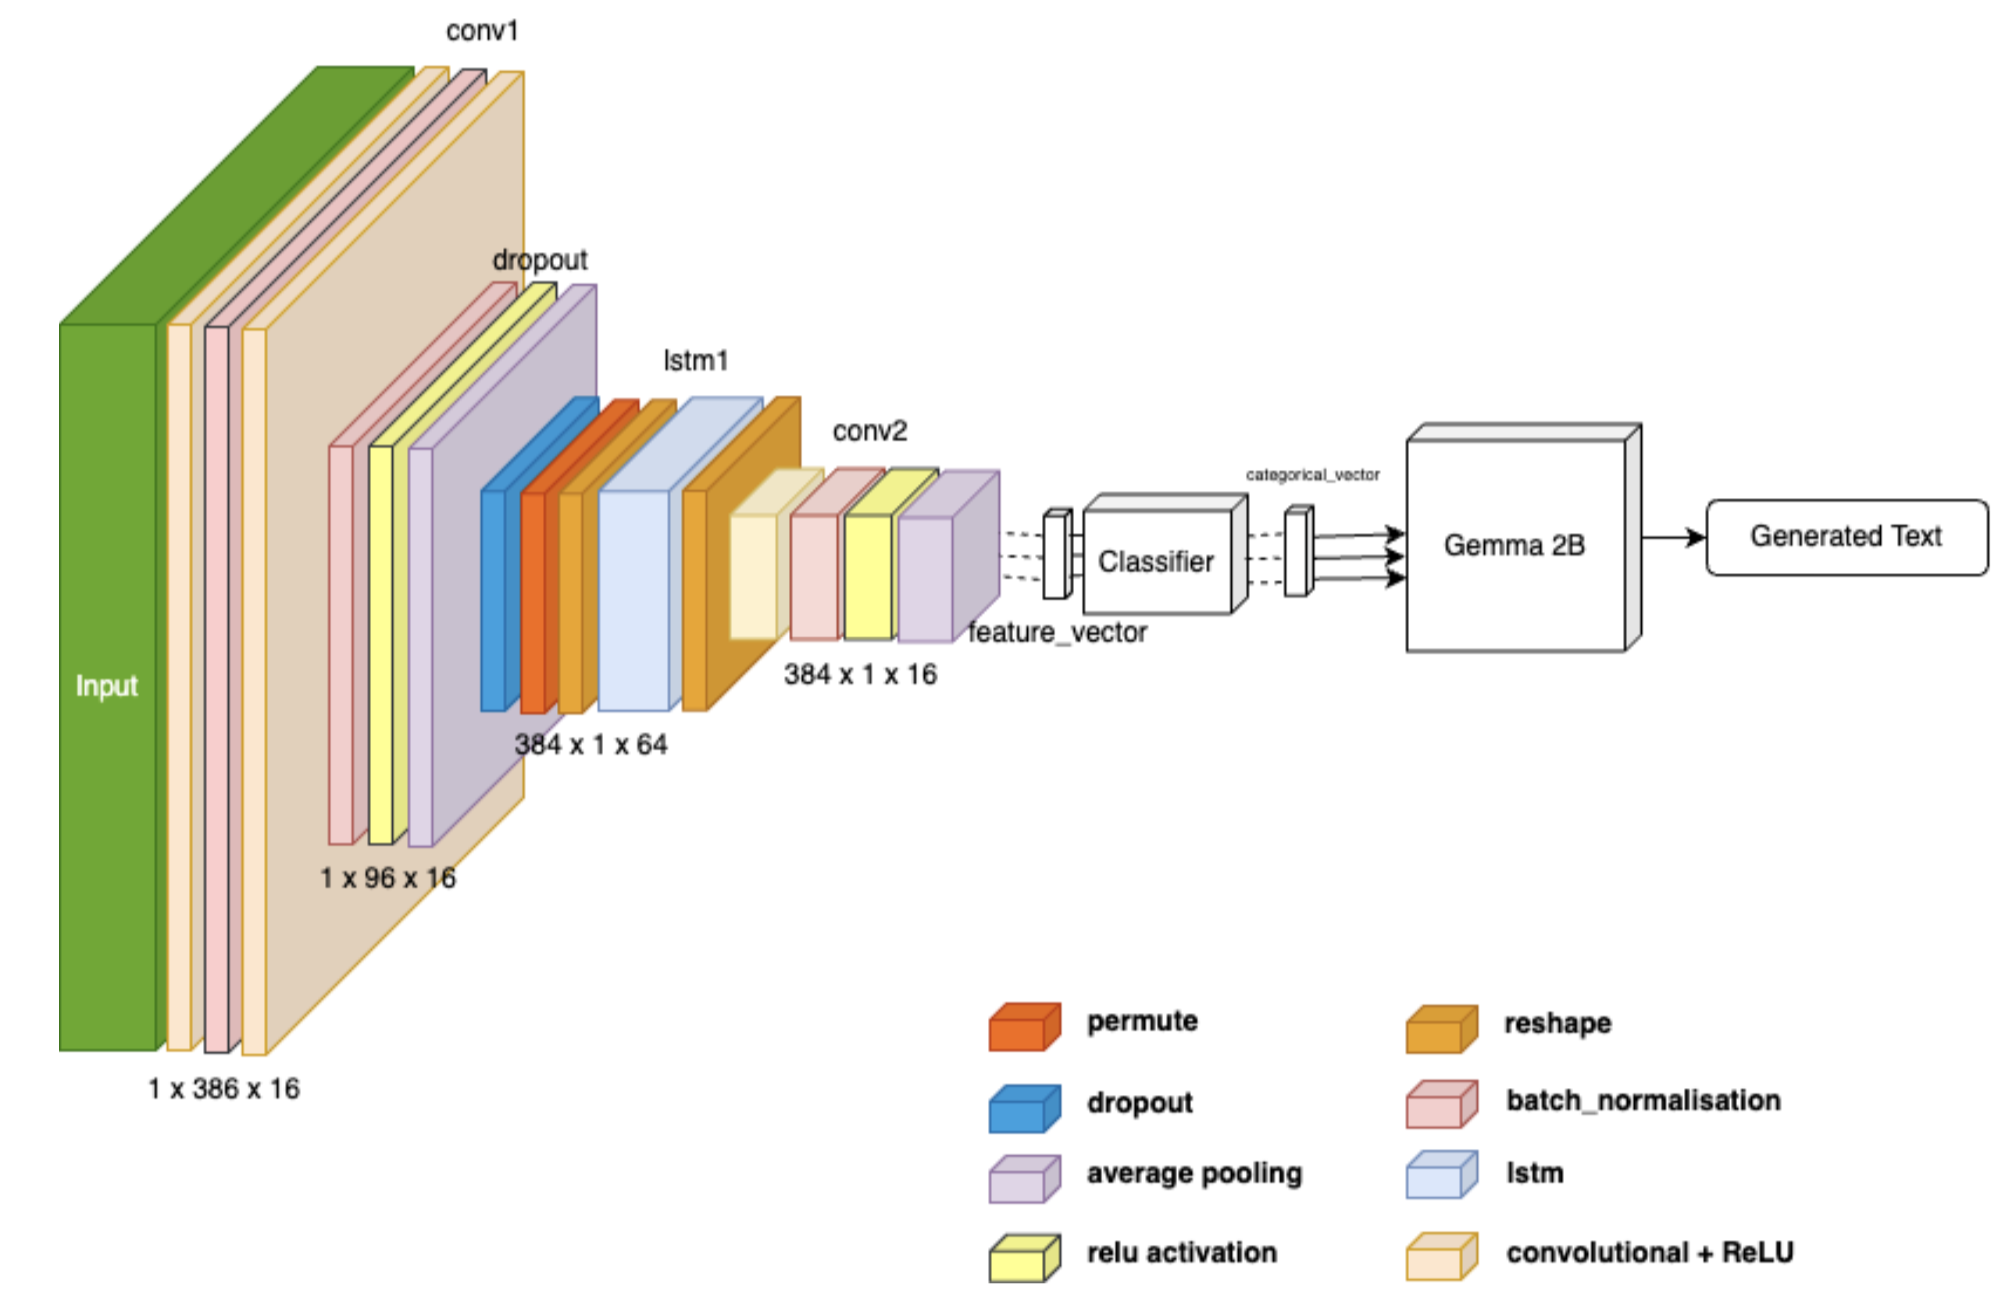 conv1
dropout
lstm1
conv2
categorical_vector
Input
Classifier
Gemma 2B
Generated Text
feature_vector
384 x 1 x 16
384 x 1 x 64
1 x 96 x 16
1 x 386 x 16
permute
reshape
dropout
batch_normalisation
average pooling
lstm
relu activation
convolutional + ReLU